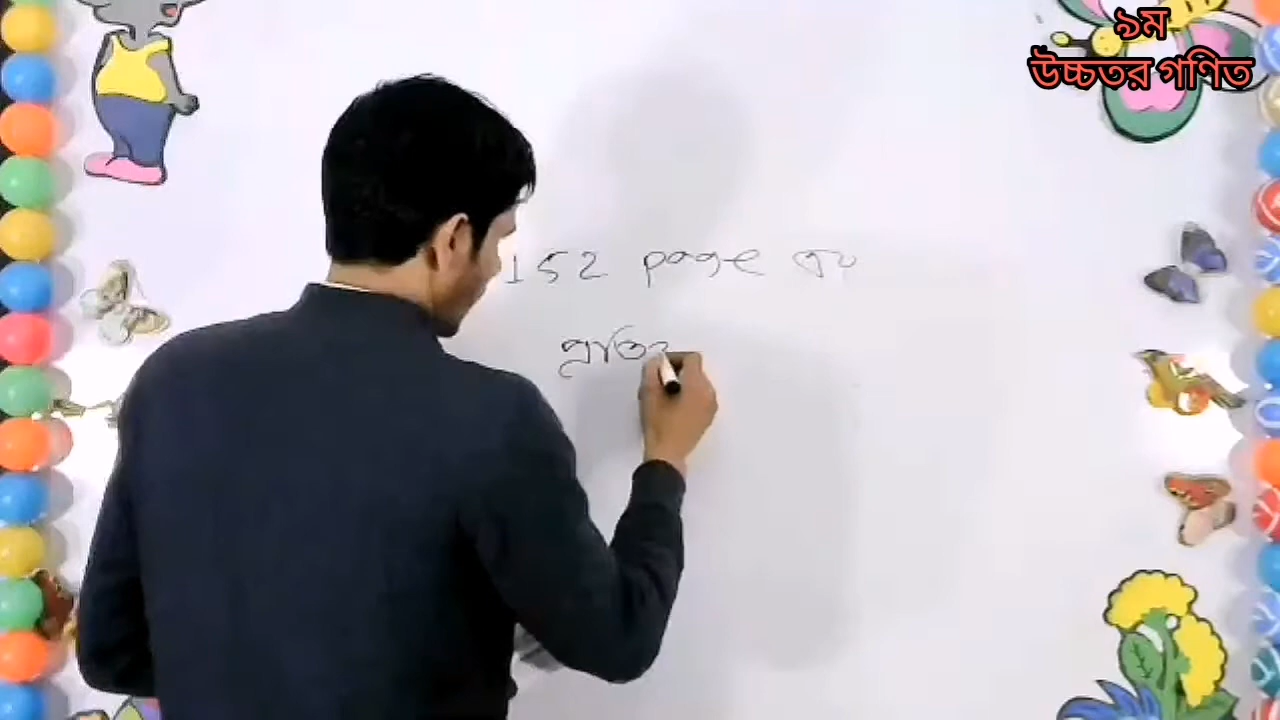 ৯ম
উচ্চতর গণিত
152 page এর